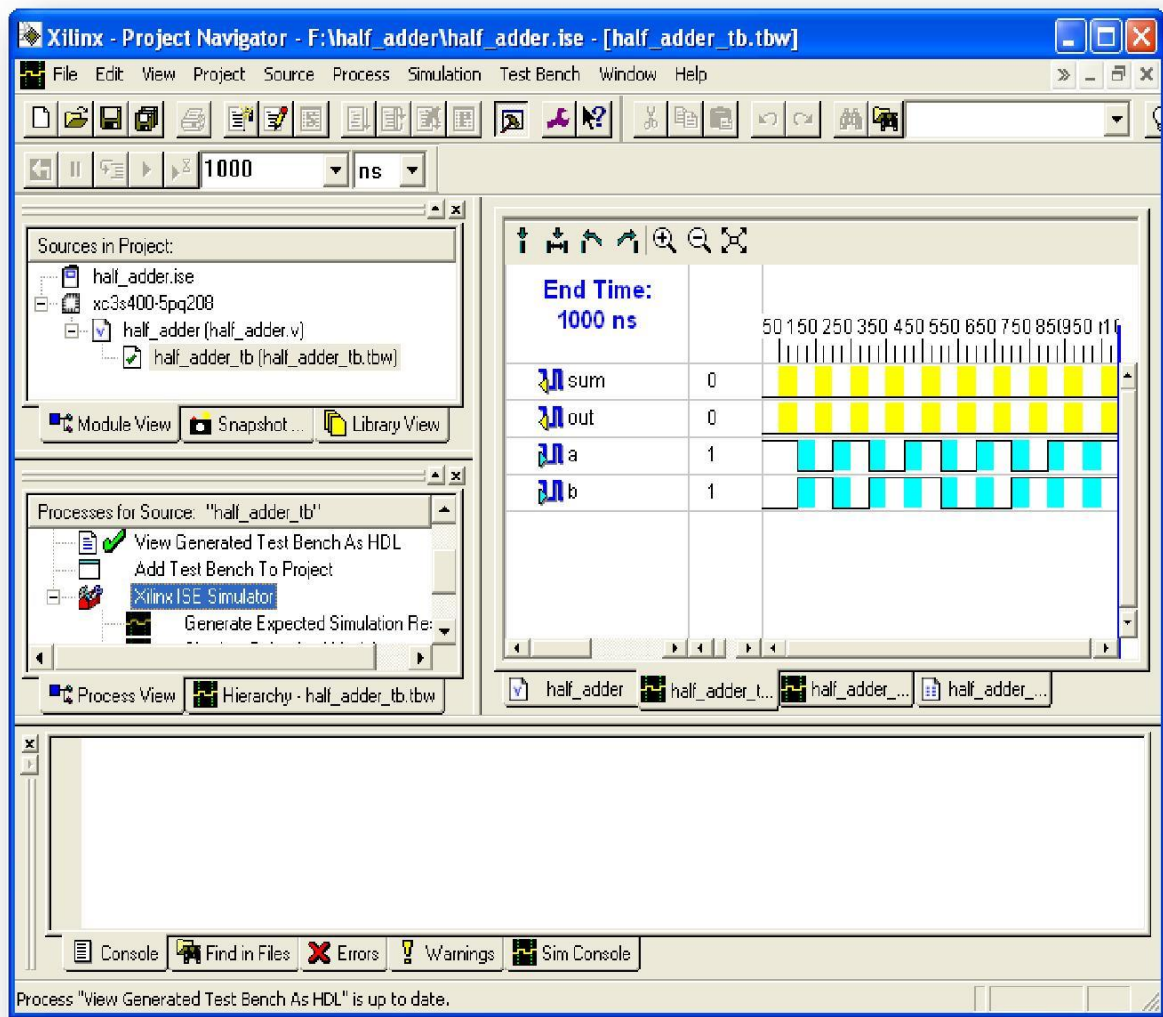 Xilinx - Project Navigator - F:\half_adder\half_adder.ise - [half_adder_tb.tbw]
File Edit View Project Source Process Simulation Test Bench Window Help
1000 ns
Sources in Project:
half_adder.ise
xc3s400-5pq208
half_adder (half_adder.v)
half_adder_tb (half_adder_tb.tbw)
Module View Snapshot ... Library View
Processes for Source: "half_adder_tb"
View Generated Test Bench As HDL
Add Test Bench To Project
Xilinx ISE Simulator
Generate Expected Simulation Re
Process View Hierarchy - half_adder_tb.tbw
End Time:
1000 ns
50 150 250 350 450 550 650 750 850 950
sum 0
out 0
a 1
b 1
half_adder half_adder_t... half_adder_... half_adder_...
Console Find in Files Errors Warnings Sim Console
Process "View Generated Test Bench As HDL" is up to date.